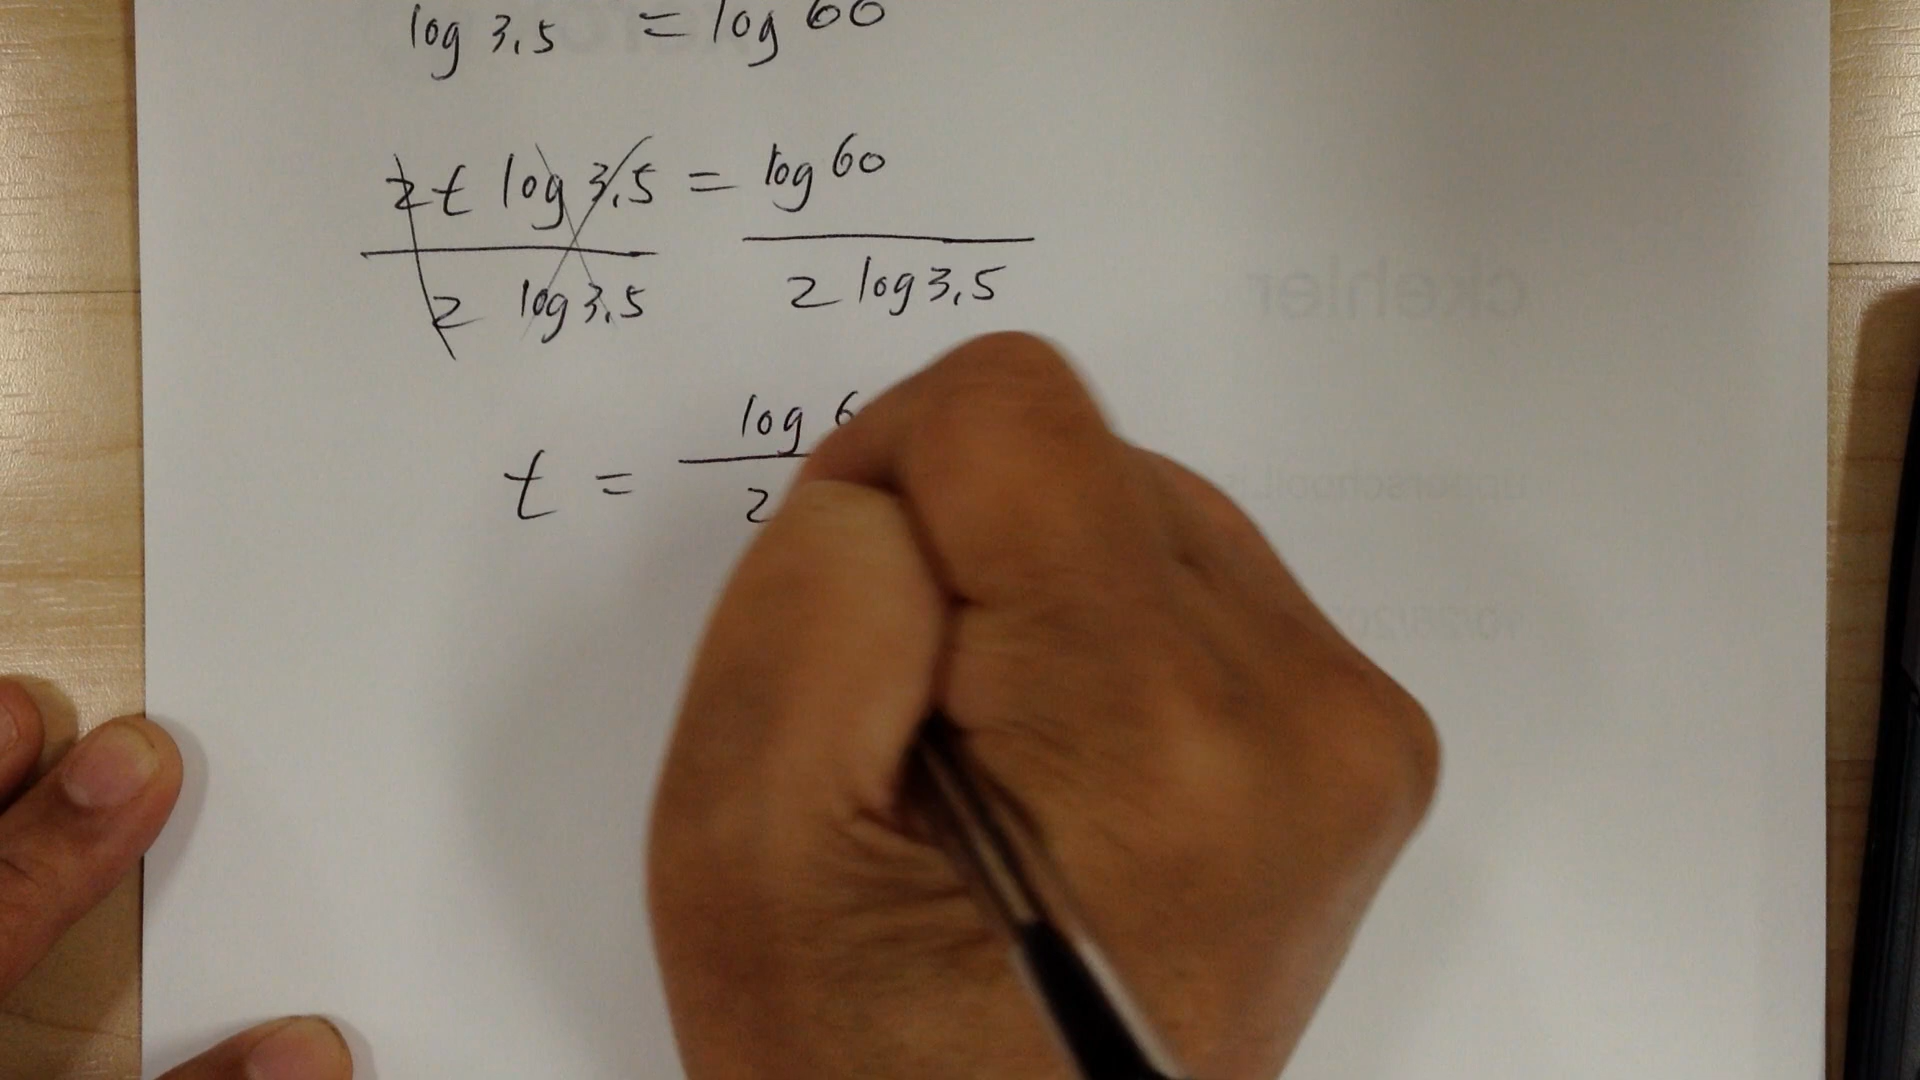 log 3.5 = log 60
2t log 3.5 = log 60
2 log 3.5 2 log 3.5
log 6
t =
2
ckehler